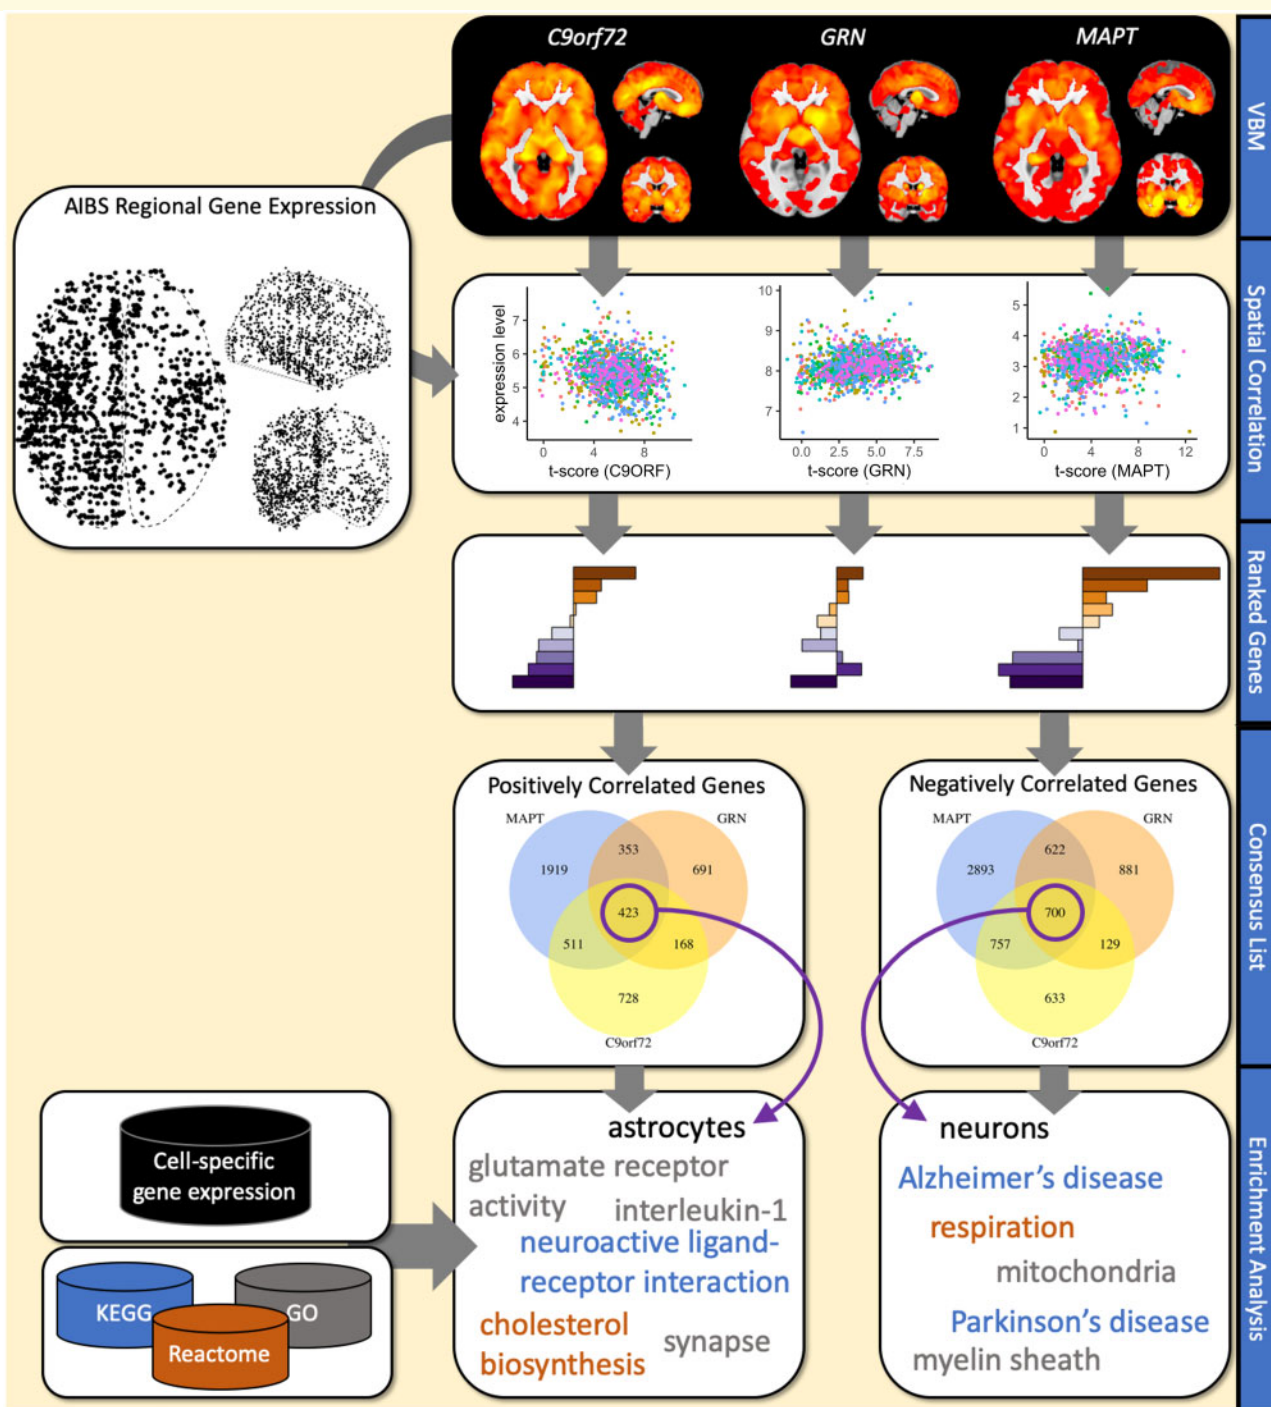 C9orf72
GRN
MAPT
VBM
AIBS Regional Gene Expression
Spatial Correlation
expression level
7
6
5
4
0
4
8
t-score (C9ORF)
10
9
8
7
0.0
2.5
5.0
7.5
t-score (GRN)
5
4
3
2
1
0
4
8
12
t-score (MAPT)
Ranked Genes
Positively Correlated Genes
MAPT
GRN
353
1919
691
423
511
168
728
C9orf72
Negatively Correlated Genes
MAPT
GRN
622
2893
881
700
757
129
633
C9orf72
Consensus List
Cell-specific
gene expression
KEGG
GO
Reactome
astrocytes
glutamate receptor
activity
interleukin-1
neuroactive ligand-
receptor interaction
cholesterol
biosynthesis
synapse
neurons
Alzheimer's disease
respiration
mitochondria
Parkinson's disease
myelin sheath
Enrichment Analysis